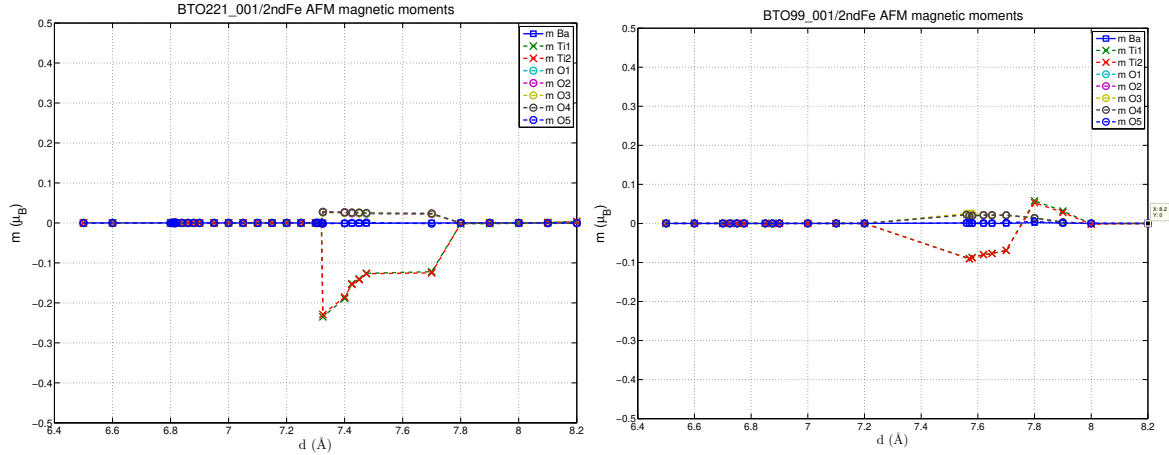 BTO221_001/2ndFe AFM magnetic moments
0.5
0.4
0.3
0.2
0.1
0
−0.1
−0.2
−0.3
−0.4
−0.5
m (μB)
6.4 6.6 6.8 7 7.2 7.4 7.6 7.8 8 8.2
d (Å)
m Ba
m Ti1
m Ti2
m O1
m O2
m O3
m O4
m O5
BTO99_001/2ndFe AFM magnetic moments
0.5
0.4
0.3
0.2
0.1
0
−0.1
−0.2
−0.3
−0.4
−0.5
m (μB)
6.4 6.6 6.8 7 7.2 7.4 7.6 7.8 8 8.2
d (Å)
m Ba
m Ti1
m Ti2
m O1
m O2
m O3
m O4
m O5
X: 8.2
Y: 0